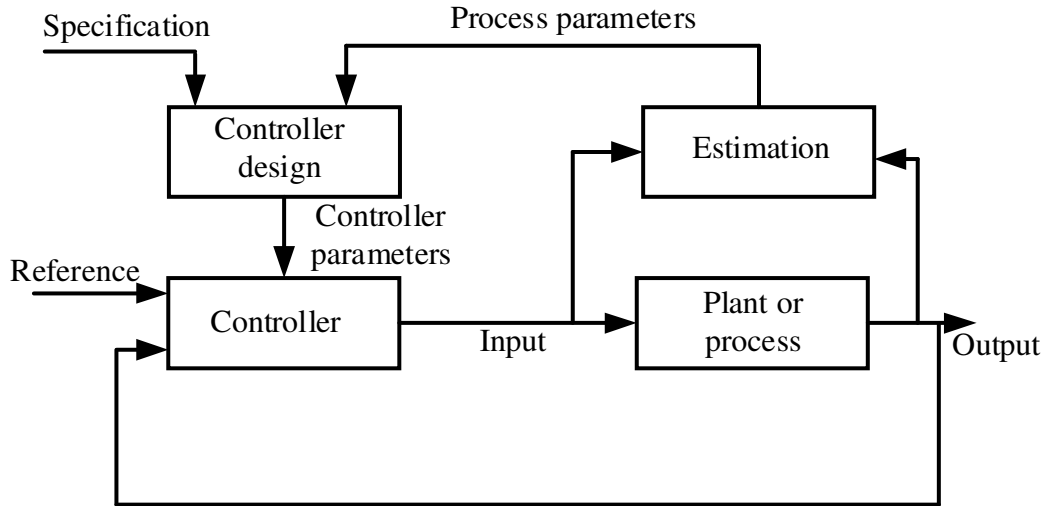 Specification
Process parameters
Controller
design
Estimation
Controller
parameters
Reference
Controller
Input
Plant or
process
Output